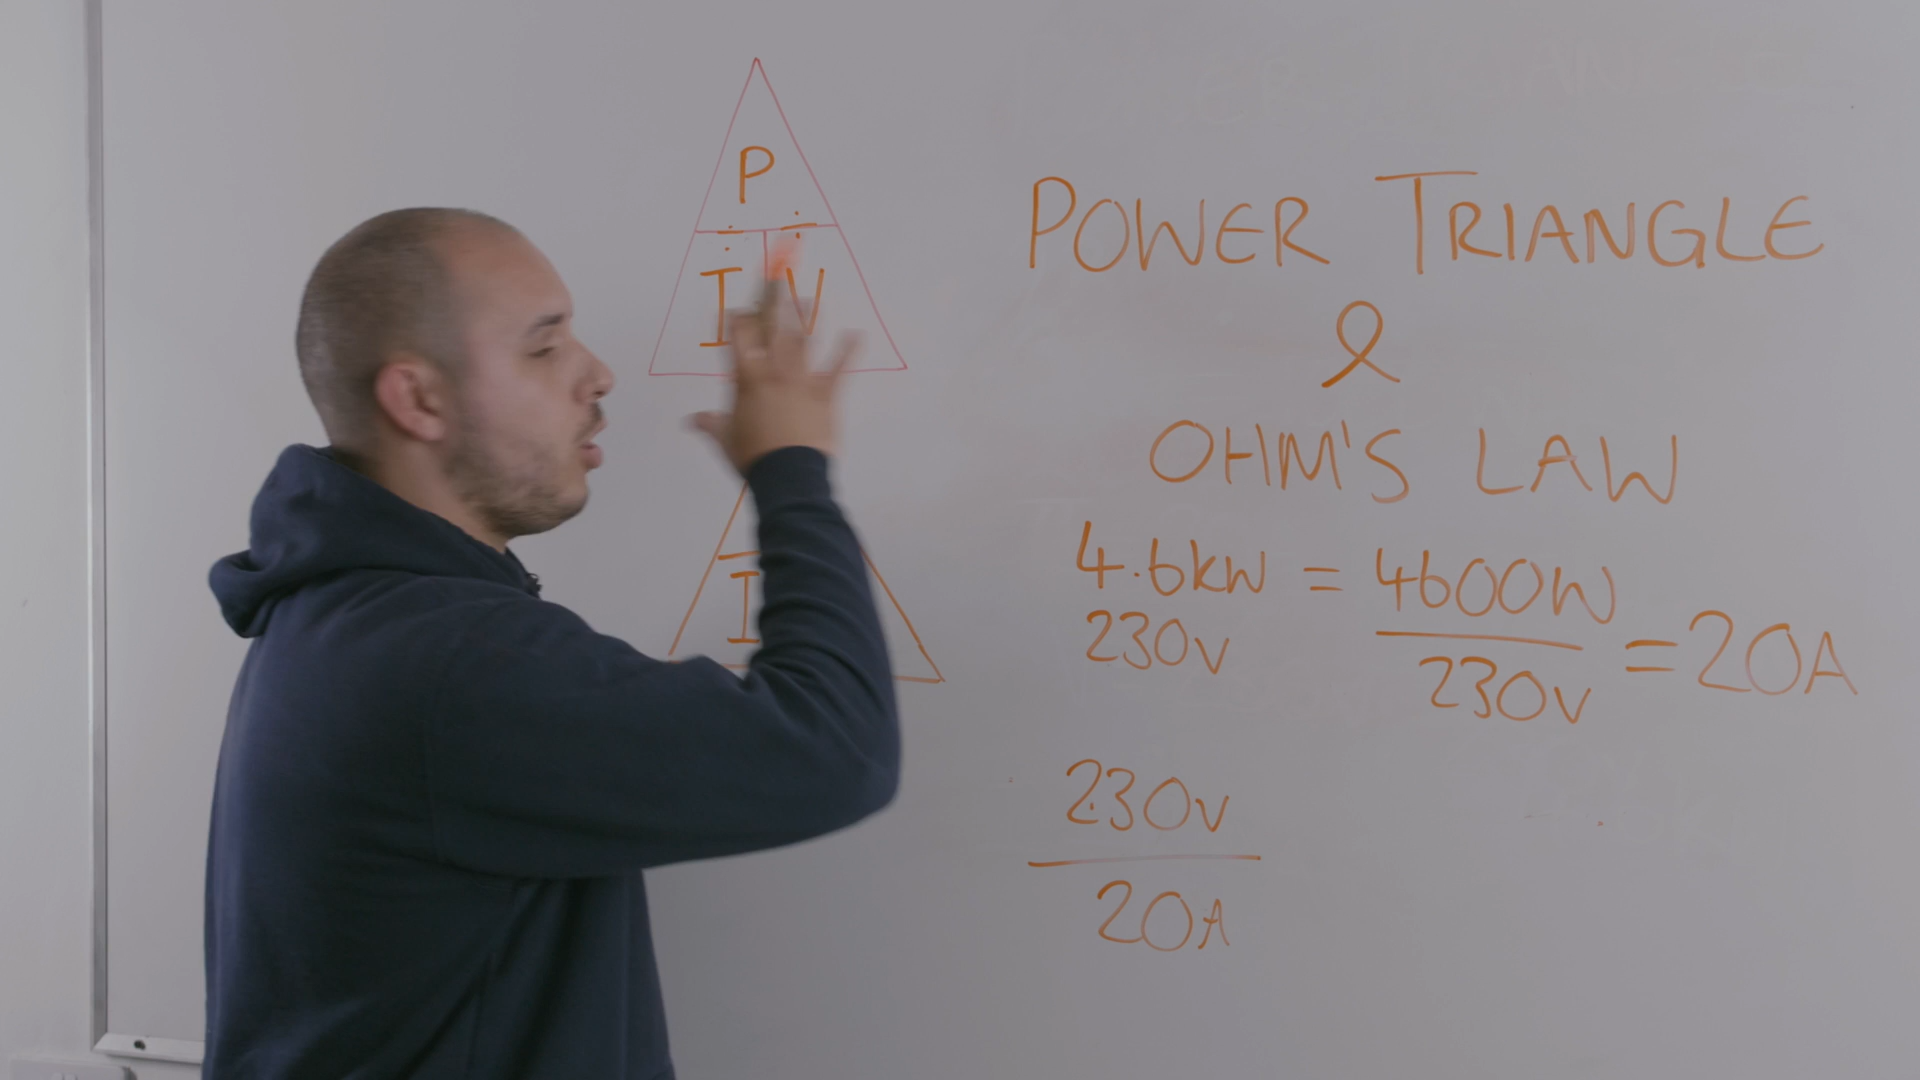 P
÷ ÷
I V
I
POWER TRIANGLE
&
OHM'S LAW
4.6kW = 4600W
230V
230V
= 20A
230V
20A